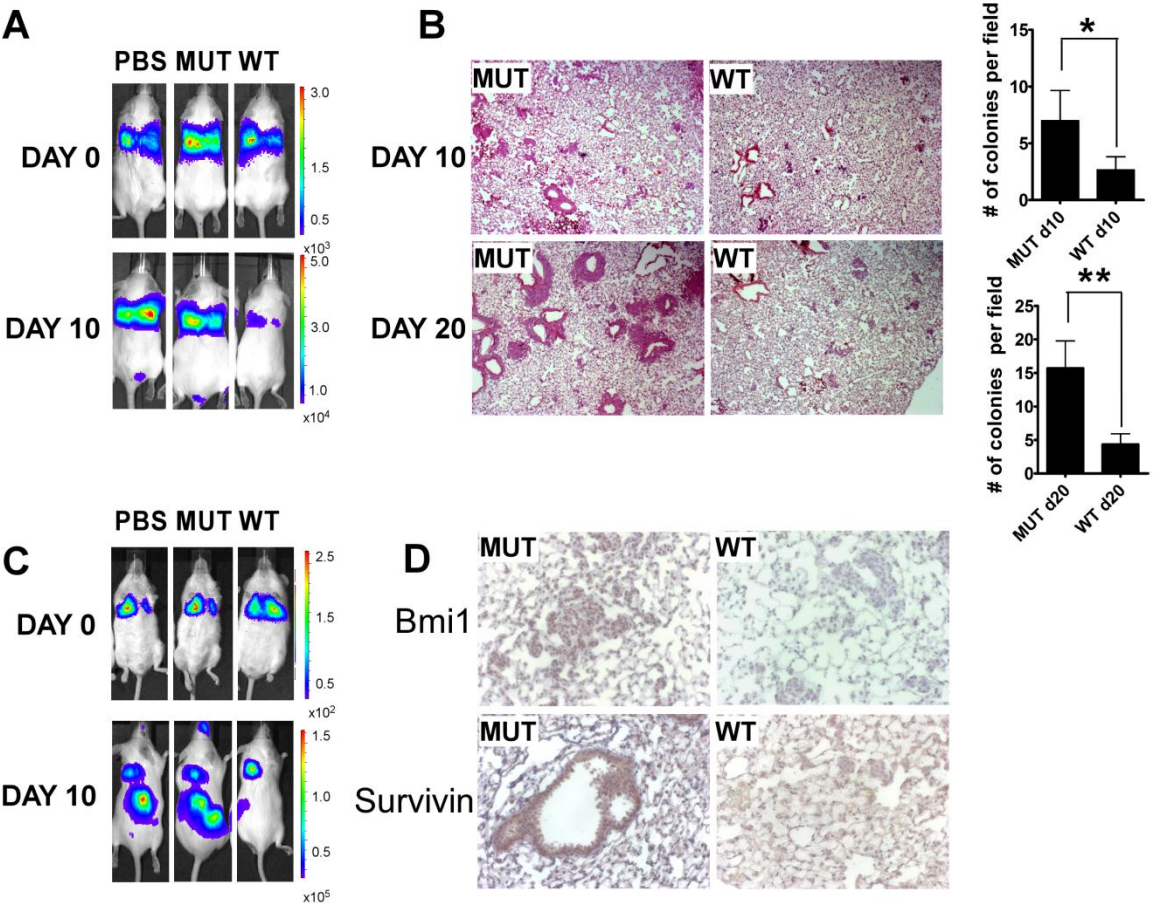 A
PBS MUT WT
DAY 0
3.0
1.5
0.5
x10³
DAY 10
5.0
3.0
1.0
x10⁴
B
MUT
WT
DAY 10
MUT
WT
DAY 20
# of colonies per field
15
10
5
0
*
MUT d10
WT d10
# of colonies per field
25
20
15
10
5
0
**
MUT d20
WT d20
C
PBS MUT WT
DAY 0
2.5
1.5
0.5
x10²
DAY 10
1.5
1.0
0.5
x10⁵
D
MUT
WT
Bmi1
MUT
WT
Survivin